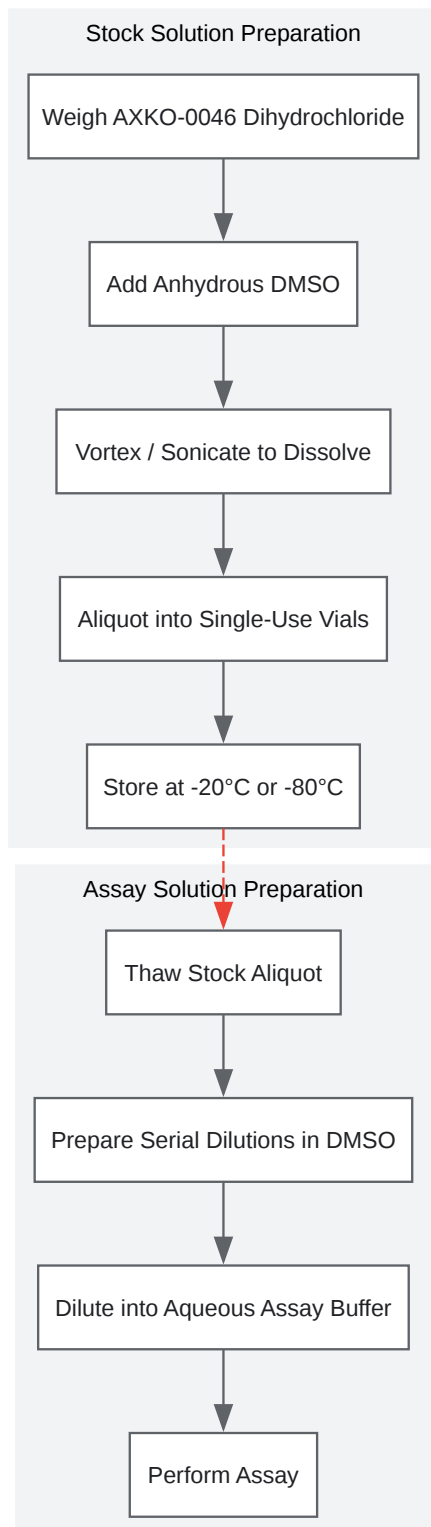 Stock Solution Preparation
Weigh AXKO-0046 Dihydrochloride
Add Anhydrous DMSO
Vortex / Sonicate to Dissolve
Aliquot into Single-Use Vials
Store at -20°C or -80°C
Assay Solution Preparation
Thaw Stock Aliquot
Prepare Serial Dilutions in DMSO
Dilute into Aqueous Assay Buffer
Perform Assay